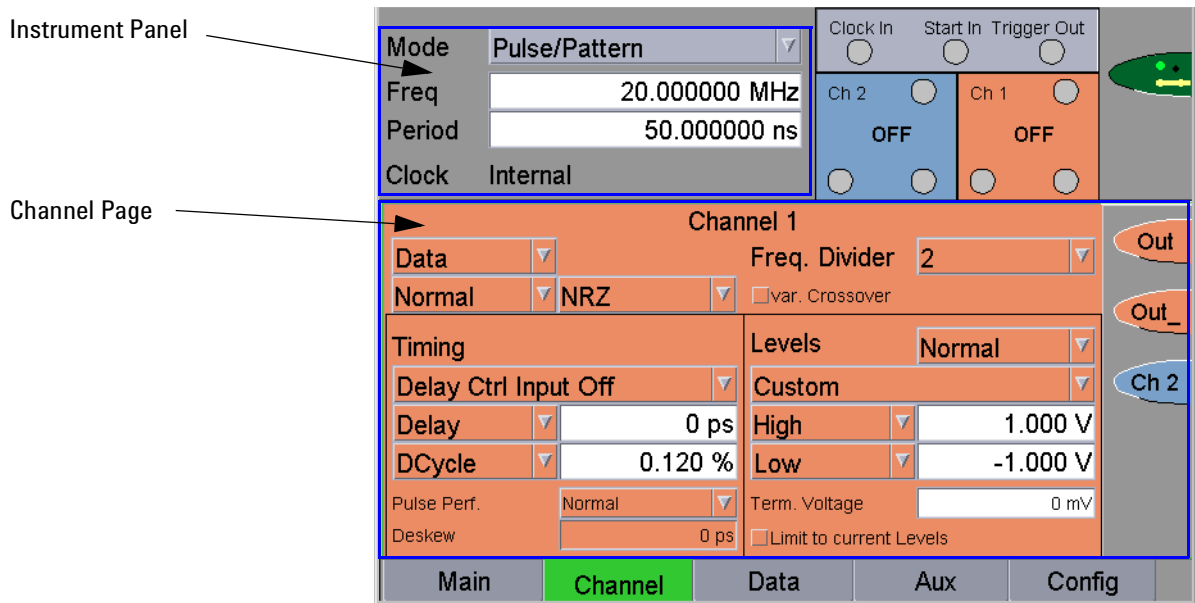 Instrument Panel
Mode Pulse/Pattern
Freq 20.000000 MHz
Period 50.000000 ns
Clock Internal
Clock In Start In Trigger Out
Ch 2 Ch 1
OFF OFF
Channel Page
Channel 1
Data Freq. Divider 2
Normal NRZ var. Crossover
Timing Levels Normal
Delay Ctrl Input Off Custom
Delay 0 ps High 1.000 V
DCycle 0.120 % Low -1.000 V
Pulse Perf. Normal Term. Voltage 0 mV
Deskew 0 ps Limit to current Levels
Out
Out_
Ch 2
Main Channel Data Aux Config